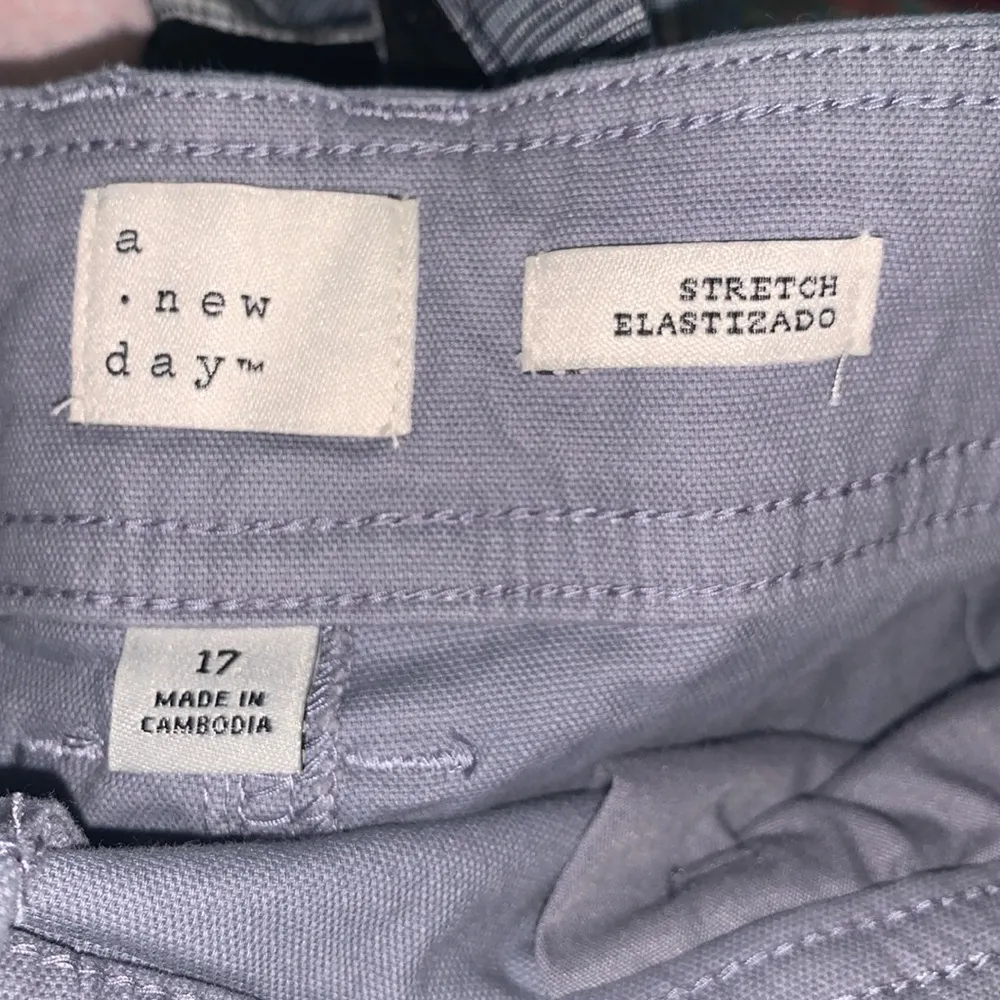 a
· new
day™
STRETCH
ELASTIZADO
17
MADE IN
CAMBODIA